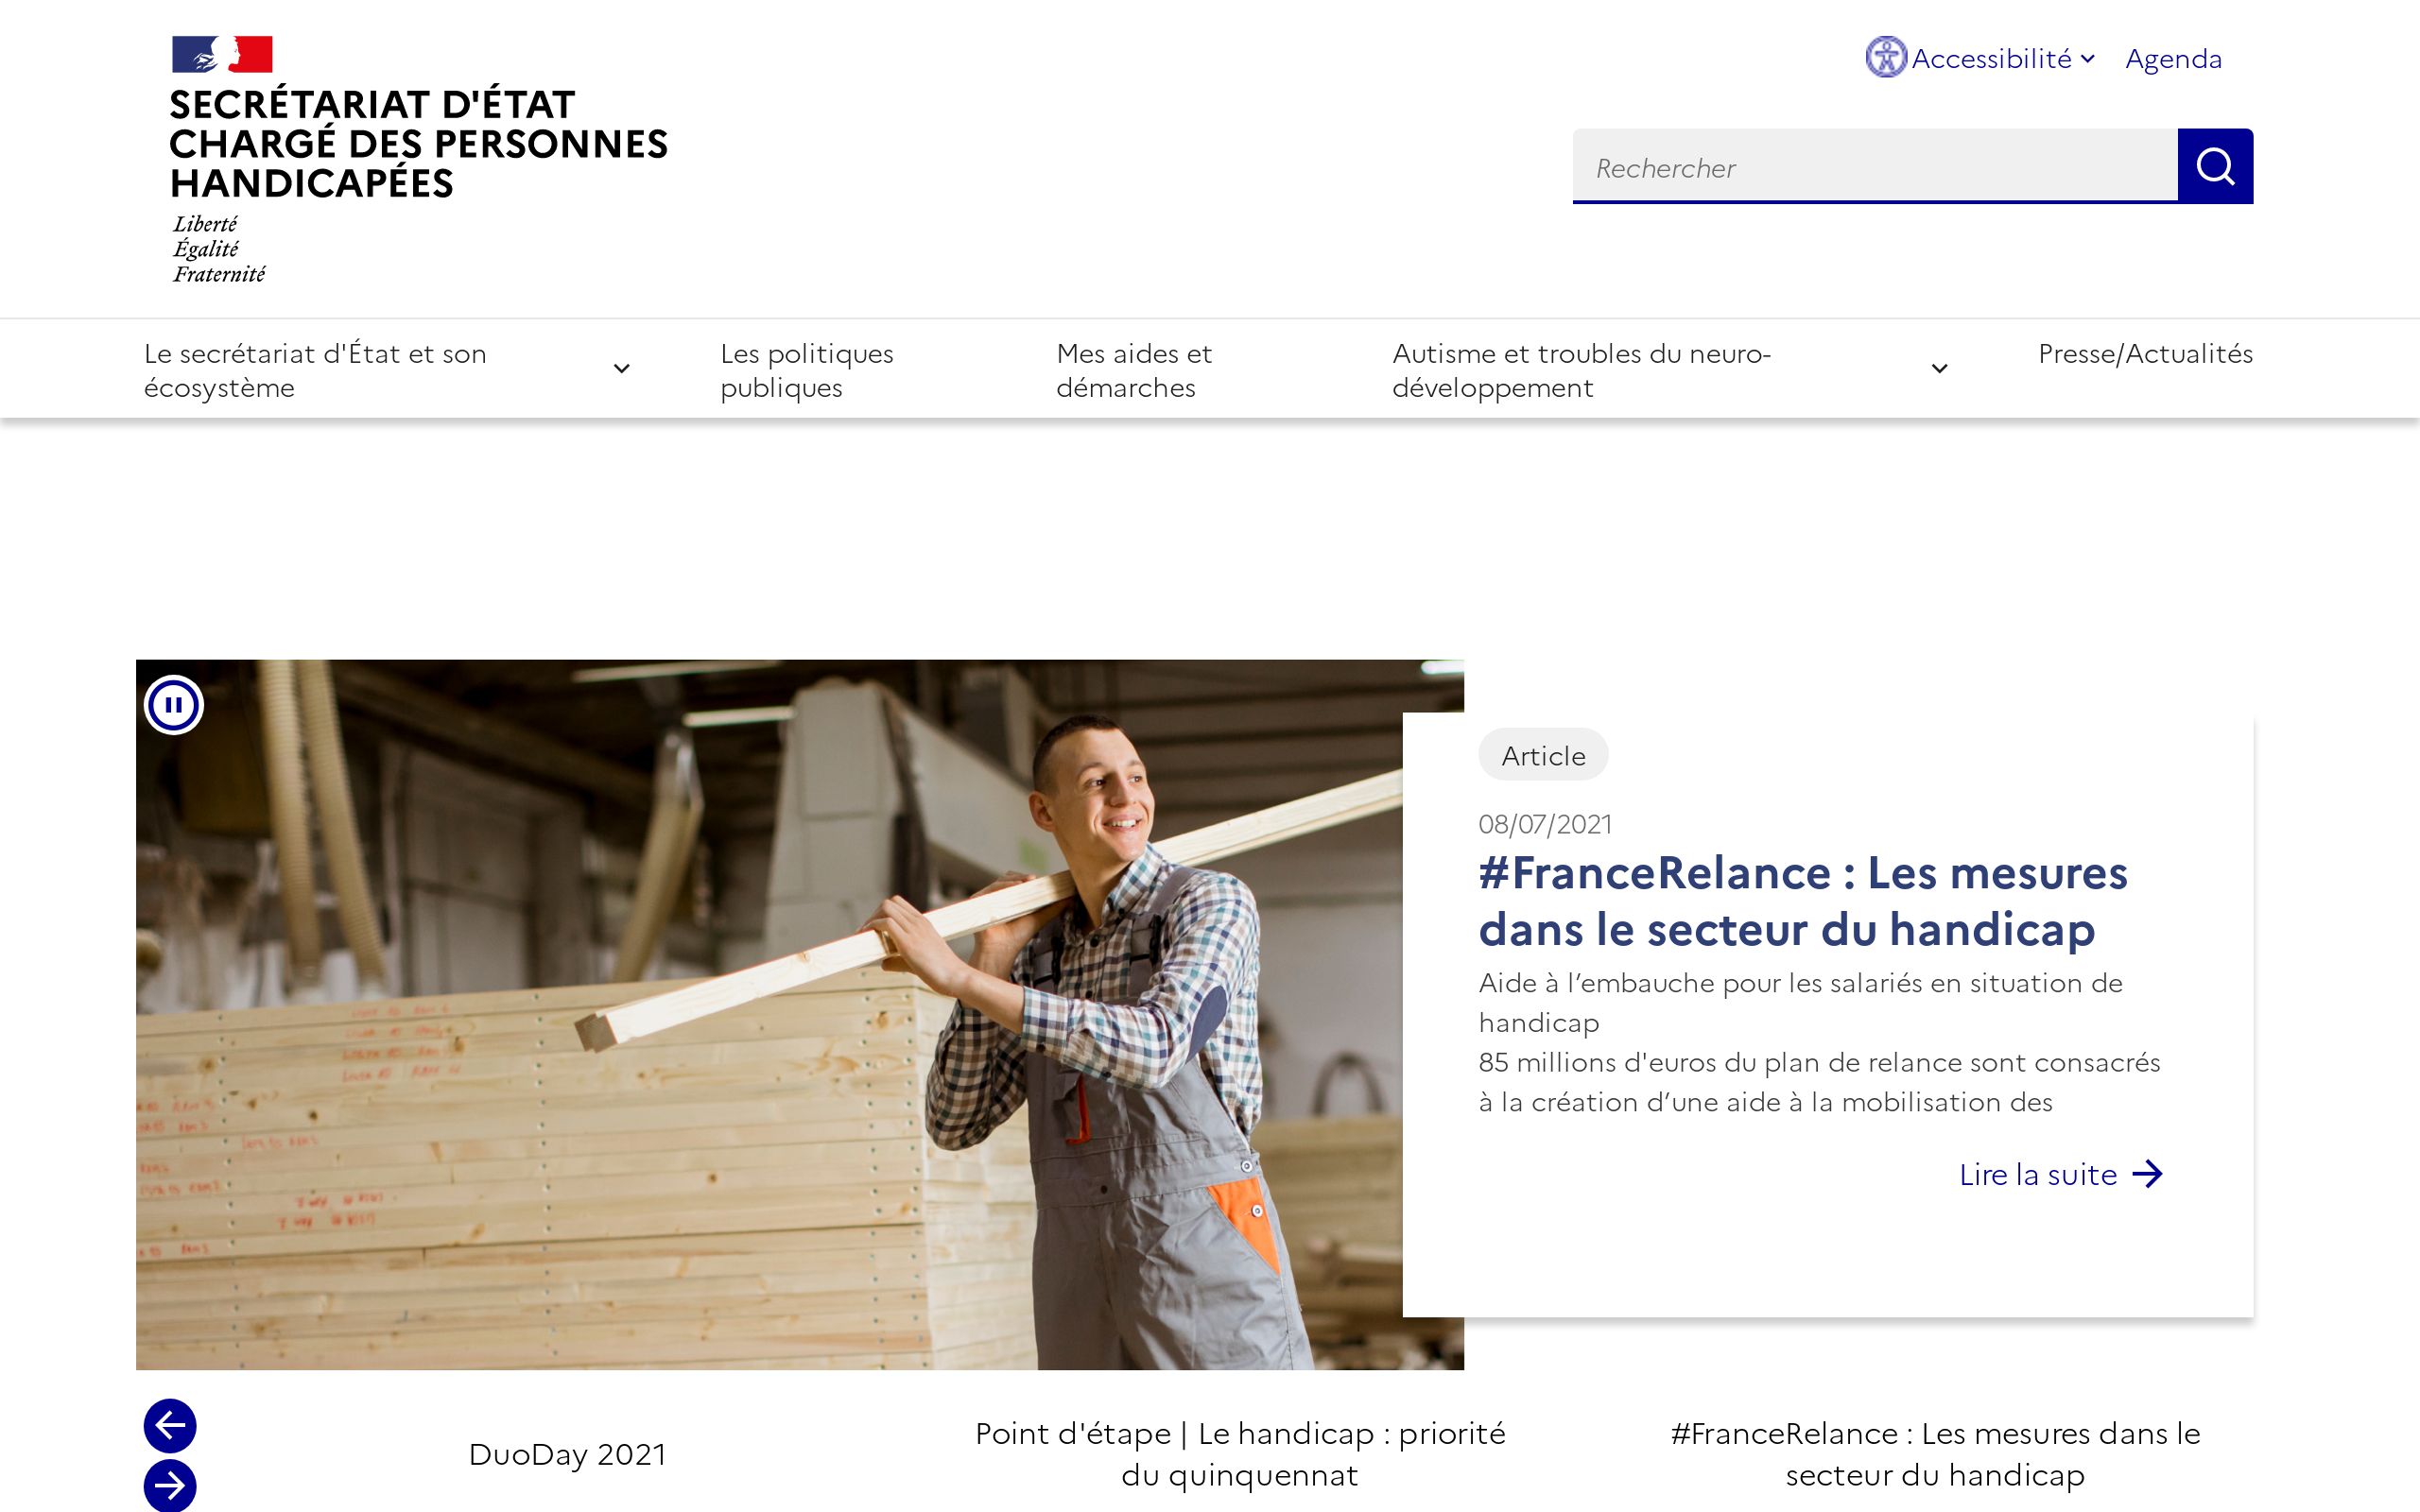 SECRÉTARIAT D'ÉTAT
CHARGÉ DES PERSONNES
HANDICAPÉES
Liberté
Égalité
Fraternité
Accessibilité
Agenda
Rechercher
Le secrétariat d'État et son
écosystème
Les politiques
publiques
Mes aides et
démarches
Autisme et troubles du neuro-
développement
Presse/Actualités
Article
08/07/2021
#FranceRelance : Les mesures
dans le secteur du handicap
Aide à l’embauche pour les salariés en situation de
handicap
85 millions d'euros du plan de relance sont consacrés
à la création d’une aide à la mobilisation des
Lire la suite
DuoDay 2021
Point d'étape | Le handicap : priorité
du quinquennat
#FranceRelance : Les mesures dans le
secteur du handicap